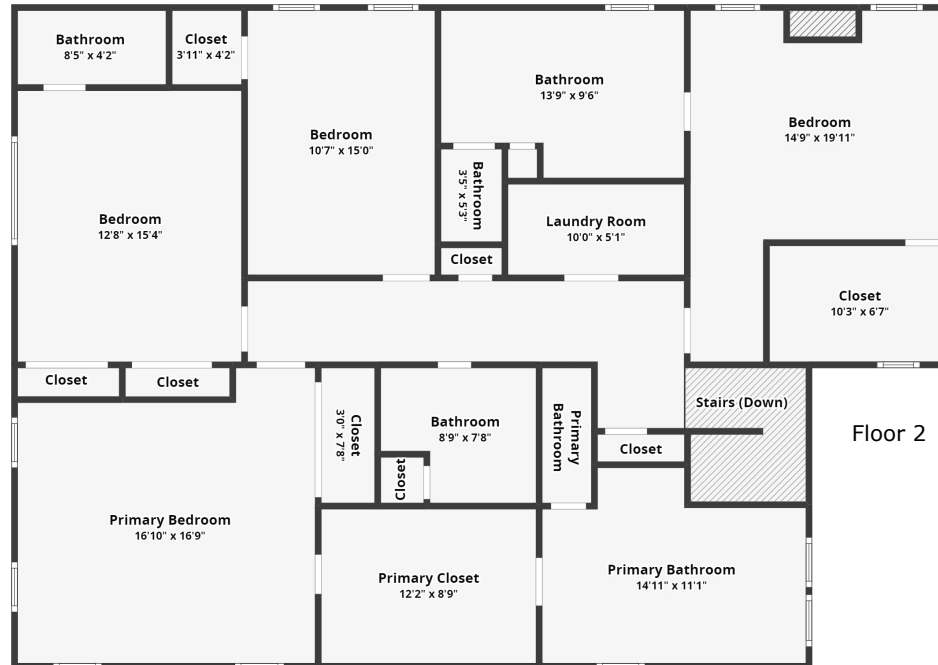 Bathroom
8'5" x 4'2"
Closet
3'11" x 4'2"
Bedroom
10'7" x 15'0"
Bathroom
13'9" x 9'6"
Bedroom
14'9" x 19'11"
Bedroom
12'8" x 15'4"
Bathroom
3'5" x 5'3"
Laundry Room
10'0" x 5'1"
Closet
Closet
10'3" x 6'7"
Closet
Closet
Closet
3'0" x 7'8"
Bathroom
8'9" x 7'8"
Closet
Primary
Bathroom
Stairs (Down)
Closet
Floor 2
Primary Bedroom
16'10" x 16'9"
Primary Closet
12'2" x 8'9"
Primary Bathroom
14'11" x 11'1"